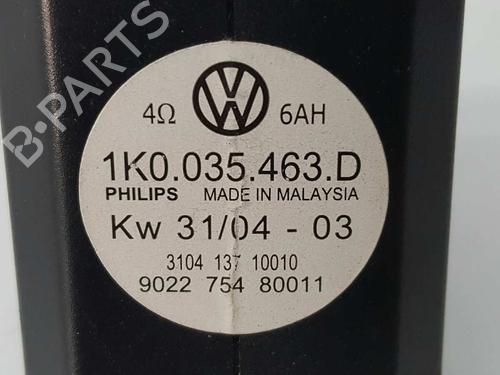 B·PARTS
4Ω VW 6AH
1K0.035.463.D
PHILIPS MADE IN MALAYSIA
Kw 31/04 - 03
3104 137 10010
9022 754 80011